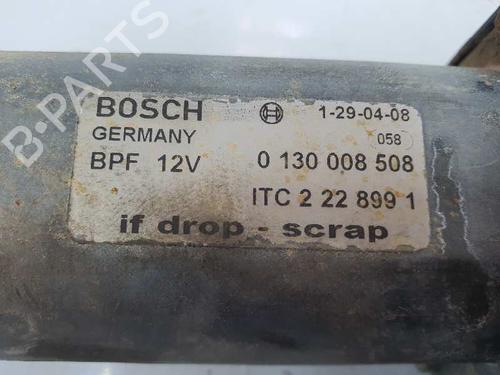 B-PARTS
BOSCH 1-29-04-08
GERMANY 058
BPF 12V 0 130 008 508
ITC 2 22 899 1
if drop - scrap